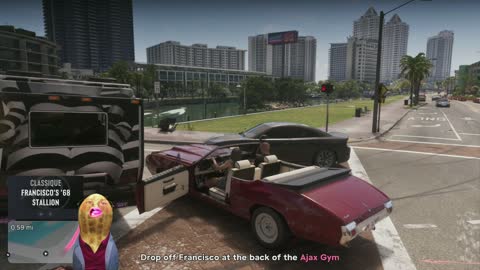 CLASSIQUE
FRANCISCO'S '68
STALLION
0.59 mi
Drop off Francisco at the back of the Ajax Gym